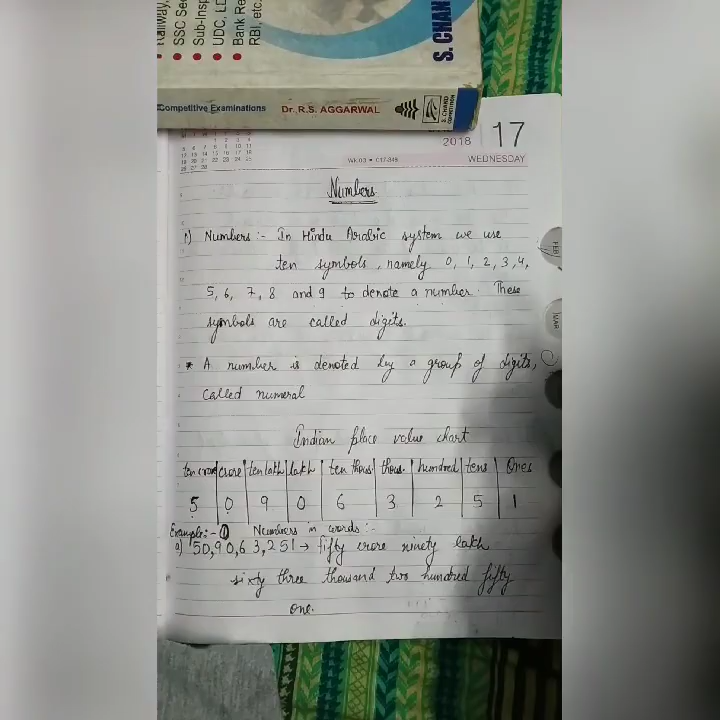 Railway,
• SSC Sec
• Sub-Insp
• UDC, LD
• Bank Re
RBI, etc.
S. CHAN
Competitive Examinations Dr. R.S. AGGARWAL
2018 17
WEDNESDAY
Numbers
1) Numbers :- In Hindu Arabic system we use
ten symbols, namely 0, 1, 2, 3, 4,
5, 6, 7, 8 and 9 to denote a number. These
symbols are called digits.
* A number is denoted by a group of digits,
called numeral
Indian place value chart
ten crore crore ten lakh lakh ten thous thous. hundred tens Ones
5 0 9 0 6 3 2 5 1
Example:- 1 Numbers in words :-
a) 50,90,63,251 → fifty crore ninety lakh
sixty three thousand two hundred fifty
one.
FEB
MAR